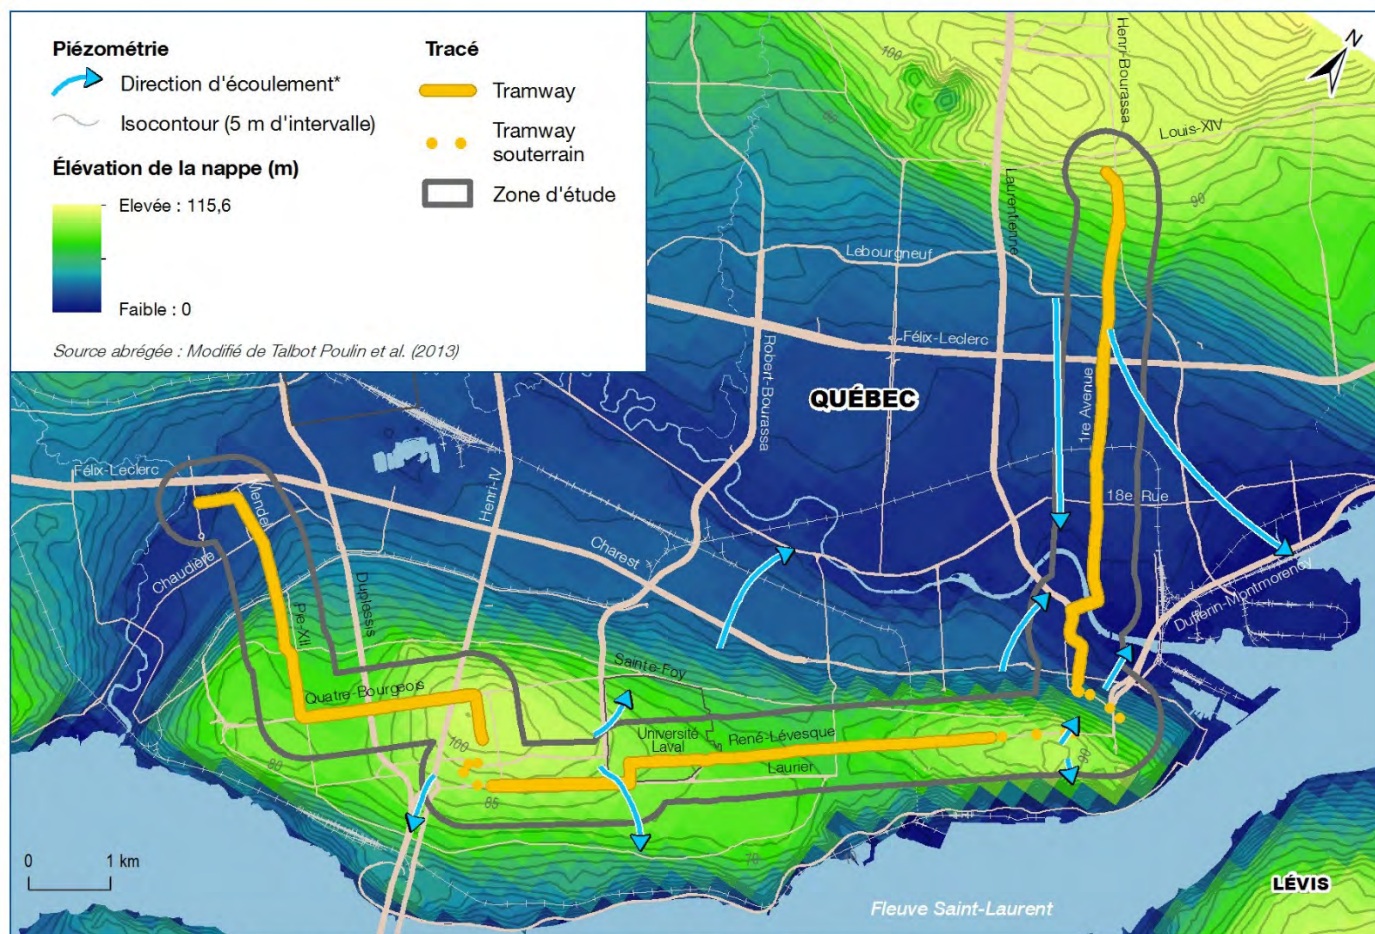 Piézométrie
Direction d'écoulement*
Isocontour (5 m d'intervalle)
Élévation de la nappe (m)
Elevée : 115,6
Faible : 0
Tracé
Tramway
Tramway
souterrain
Zone d'étude
Source abrégée : Modifié de Talbot Poulin et al. (2013)
N
100
Henri-Bourassa
Louis-XIV
90
90
Laurentienne
Lebourgneuf
Félix-Leclerc
Robert-Bourassa
QUÉBEC
1re Avenue
18e Rue
Félix-Leclerc
Mendel
Henri-IV
Charest
Chaudière
Duplessis
Pie-XII
Dufferin-Montmorency
Sainte-Foy
Quatre-Bourgeois
Université
Laval
René-Lévesque
Laurier
100
80
85
90
70
0
1 km
LÉVIS
Fleuve Saint-Laurent